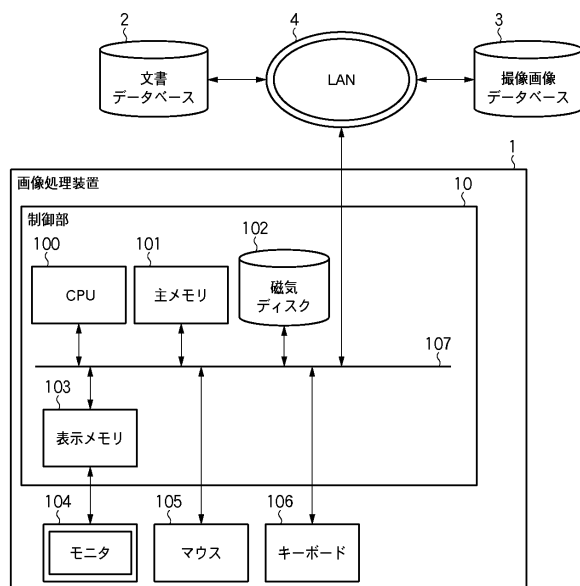 2
4
3
文書
データベース
LAN
撮像画像
データベース
1
画像処理装置
10
制御部
100
101
102
CPU
主メモリ
磁気
ディスク
107
103
表示メモリ
104
105
106
モニタ
マウス
キーボード